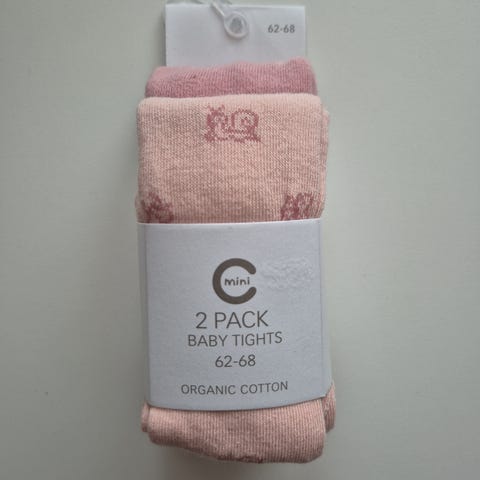 62-68
mini
2 PACK
BABY TIGHTS
62-68
ORGANIC COTTON